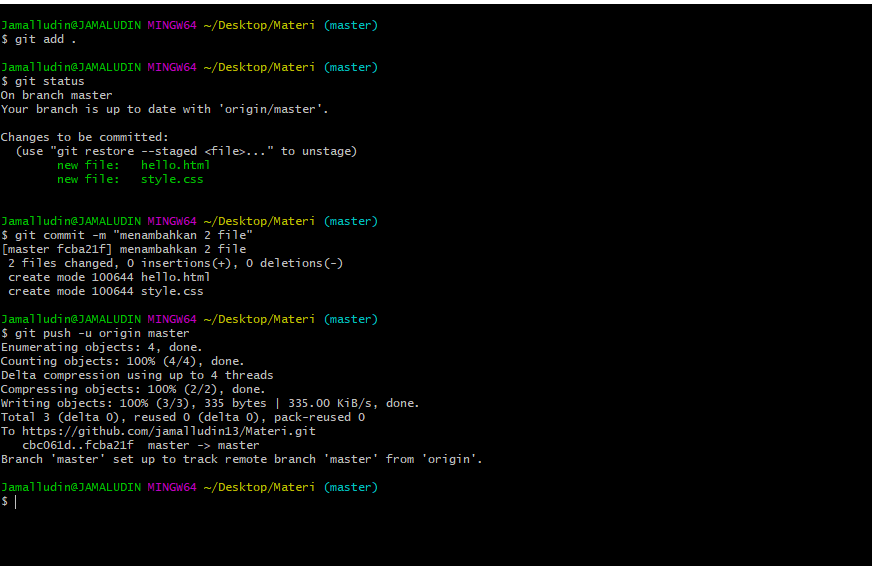 Jamalludin@JAMALUDIN MINGW64 ~/Desktop/Materi (master)
$ git add .
Jamalludin@JAMALUDIN MINGW64 ~/Desktop/Materi (master)
$ git status
On branch master
Your branch is up to date with 'origin/master'.
Changes to be committed:
  (use "git restore --staged <file>..." to unstage)
        new file:   hello.html
        new file:   style.css
Jamalludin@JAMALUDIN MINGW64 ~/Desktop/Materi (master)
$ git commit -m "menambahkan 2 file"
[master fcba21f] menambahkan 2 file
 2 files changed, 0 insertions(+), 0 deletions(-)
 create mode 100644 hello.html
 create mode 100644 style.css
Jamalludin@JAMALUDIN MINGW64 ~/Desktop/Materi (master)
$ git push -u origin master
Enumerating objects: 4, done.
Counting objects: 100% (4/4), done.
Delta compression using up to 4 threads
Compressing objects: 100% (2/2), done.
Writing objects: 100% (3/3), 335 bytes | 335.00 KiB/s, done.
Total 3 (delta 0), reused 0 (delta 0), pack-reused 0
To https://github.com/jamalludin13/Materi.git
   cbc061d..fcba21f  master -> master
Branch 'master' set up to track remote branch 'master' from 'origin'.
Jamalludin@JAMALUDIN MINGW64 ~/Desktop/Materi (master)
$